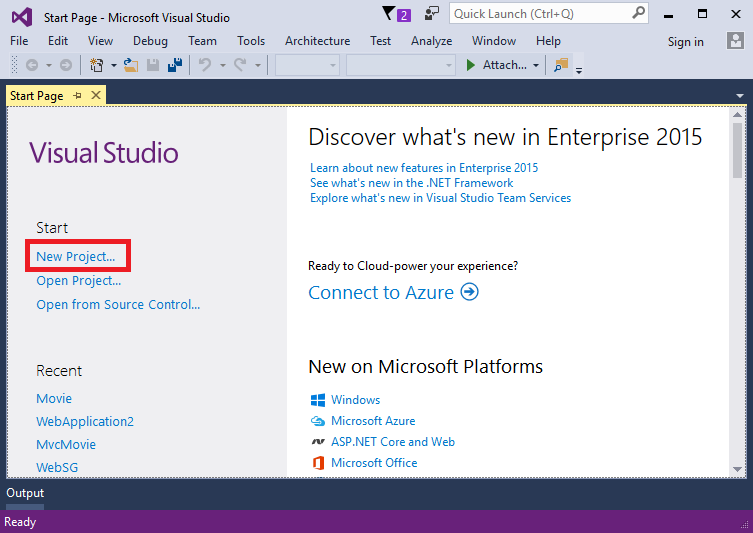 Start Page - Microsoft Visual Studio
2
Quick Launch (Ctrl+Q)
File Edit View Debug Team Tools Architecture Test Analyze Window Help Sign in
Attach...
Start Page
Visual Studio
Start
New Project...
Open Project...
Open from Source Control...
Recent
Movie
WebApplication2
MvcMovie
WebSG
Discover what's new in Enterprise 2015
Learn about new features in Enterprise 2015
See what's new in the .NET Framework
Explore what's new in Visual Studio Team Services
Ready to Cloud-power your experience?
Connect to Azure
New on Microsoft Platforms
Windows
Microsoft Azure
ASP.NET Core and Web
Microsoft Office
Output
Ready